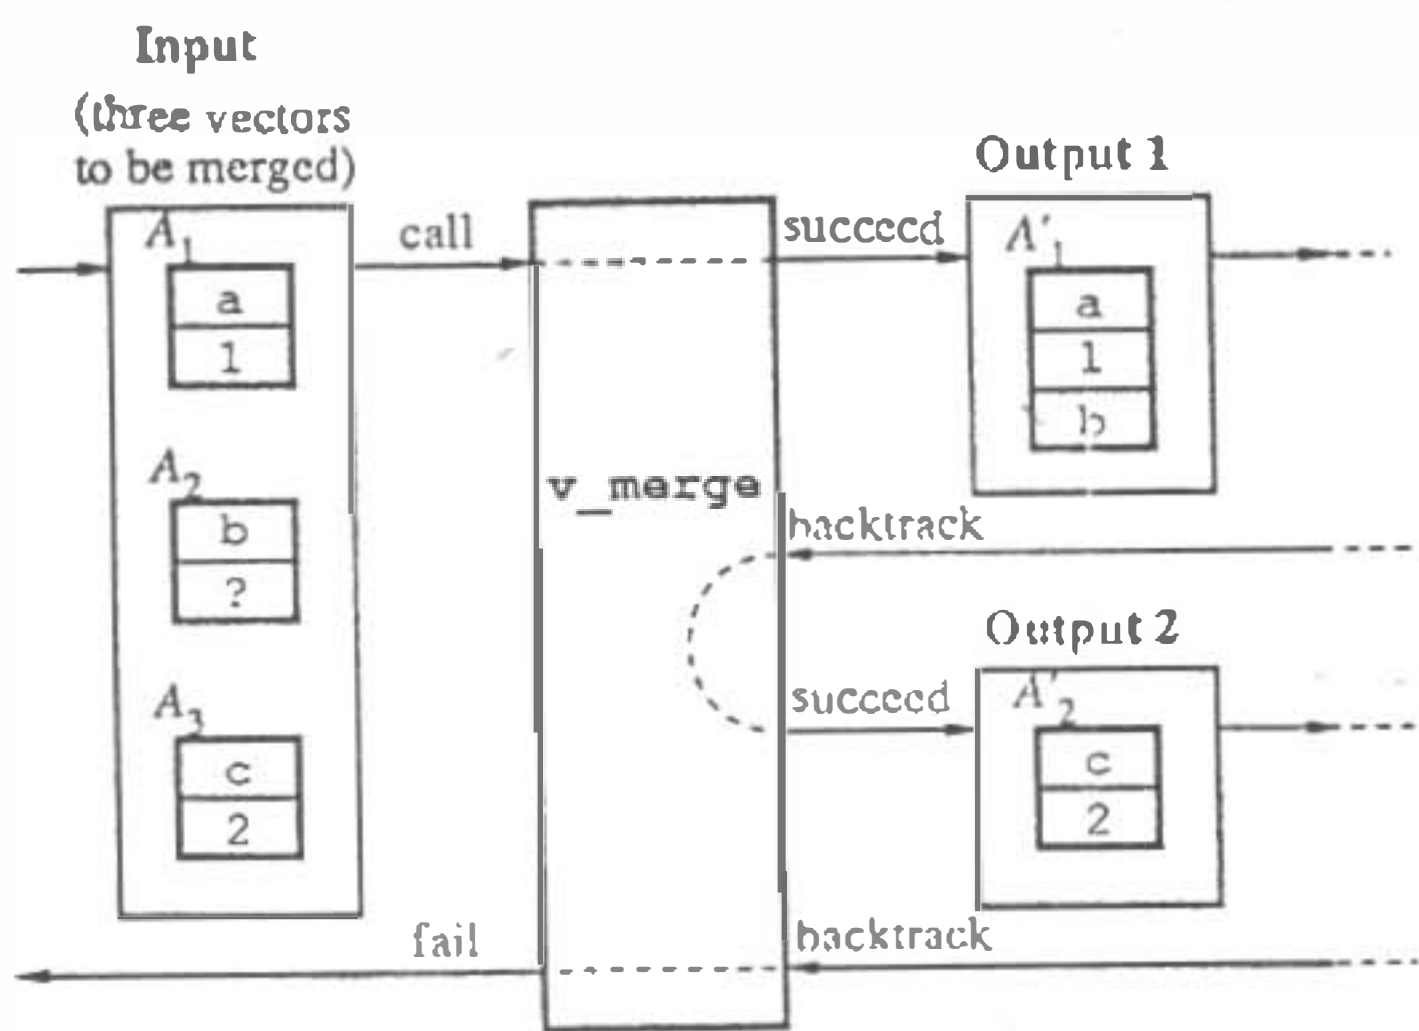 Input
(three vectors
to be merged)
A1
a
1
A2
b
?
A3
c
2
call
fail
v_merge
succeed
backtrack
succeed
backtrack
Output 1
A'1
a
1
b
Output 2
A'2
c
2